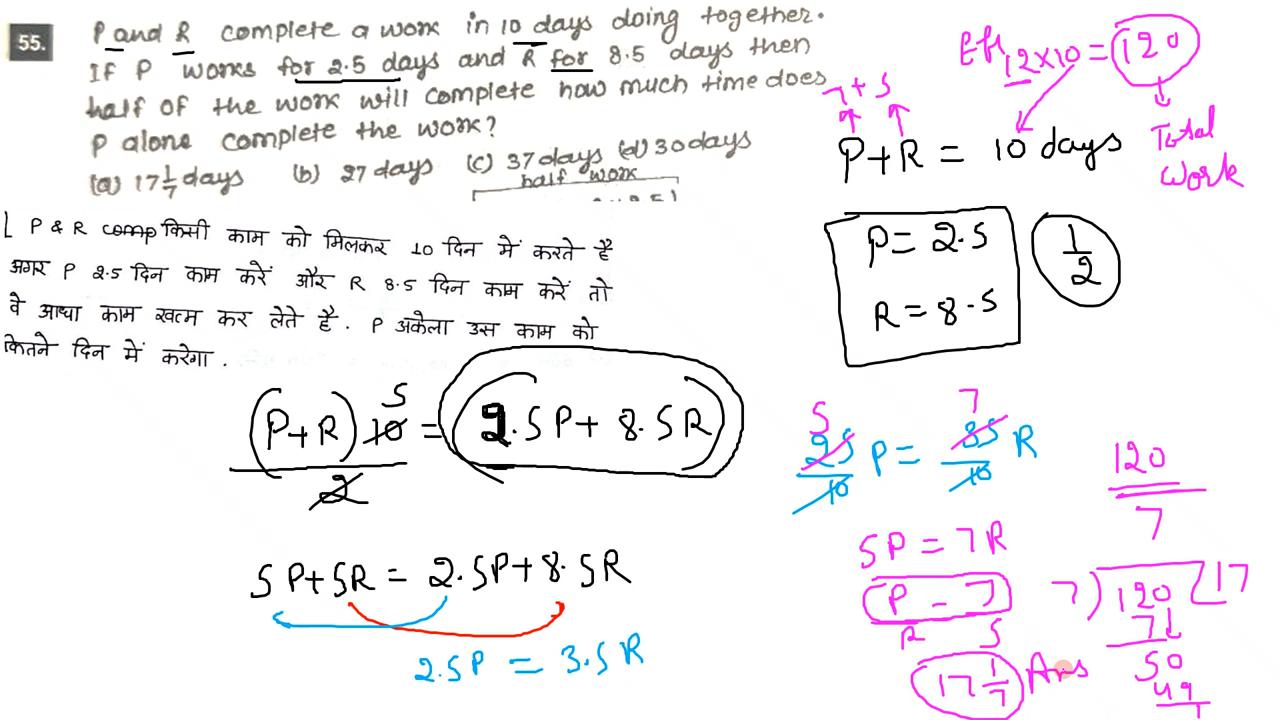 55.
P and R complete a work in 10 days doing together.
If P works for 2.5 days and R for 8.5 days then
half of the work will complete how much time does
P alone complete the work?
(a) 17 1/7 days (b) 27 days (c) 37 days (d) 30 days
half work
P & R comp किसी काम को मिलकर 10 दिन में करते है
अगर P 2.5 दिन काम करें और R 8.5 दिन काम करें तो
वे आधा काम खत्म कर लेते है. P अकेला उस काम को
कितने दिन में करेगा.
Eff
12×10 = 120
Total
work
7 + 5
P+R = 10 days
P = 2.5
R = 8.5
1/2
(P+R) 10 5 = (2.5P + 8.5R)
2
5P+5R = 2.5P+8.5R
2.5P = 3.5R
5 7
25/10 P = 35/10 R
5P = 7R
P = 7
R 5
17 1/7 Ans
120
7
7) 120 (17
7↓
50
49
1